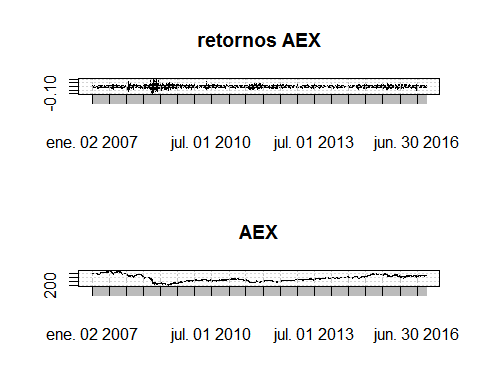 retornos AEX
-0.10
ene. 02 2007 jul. 01 2010 jul. 01 2013 jun. 30 2016
AEX
200
ene. 02 2007 jul. 01 2010 jul. 01 2013 jun. 30 2016